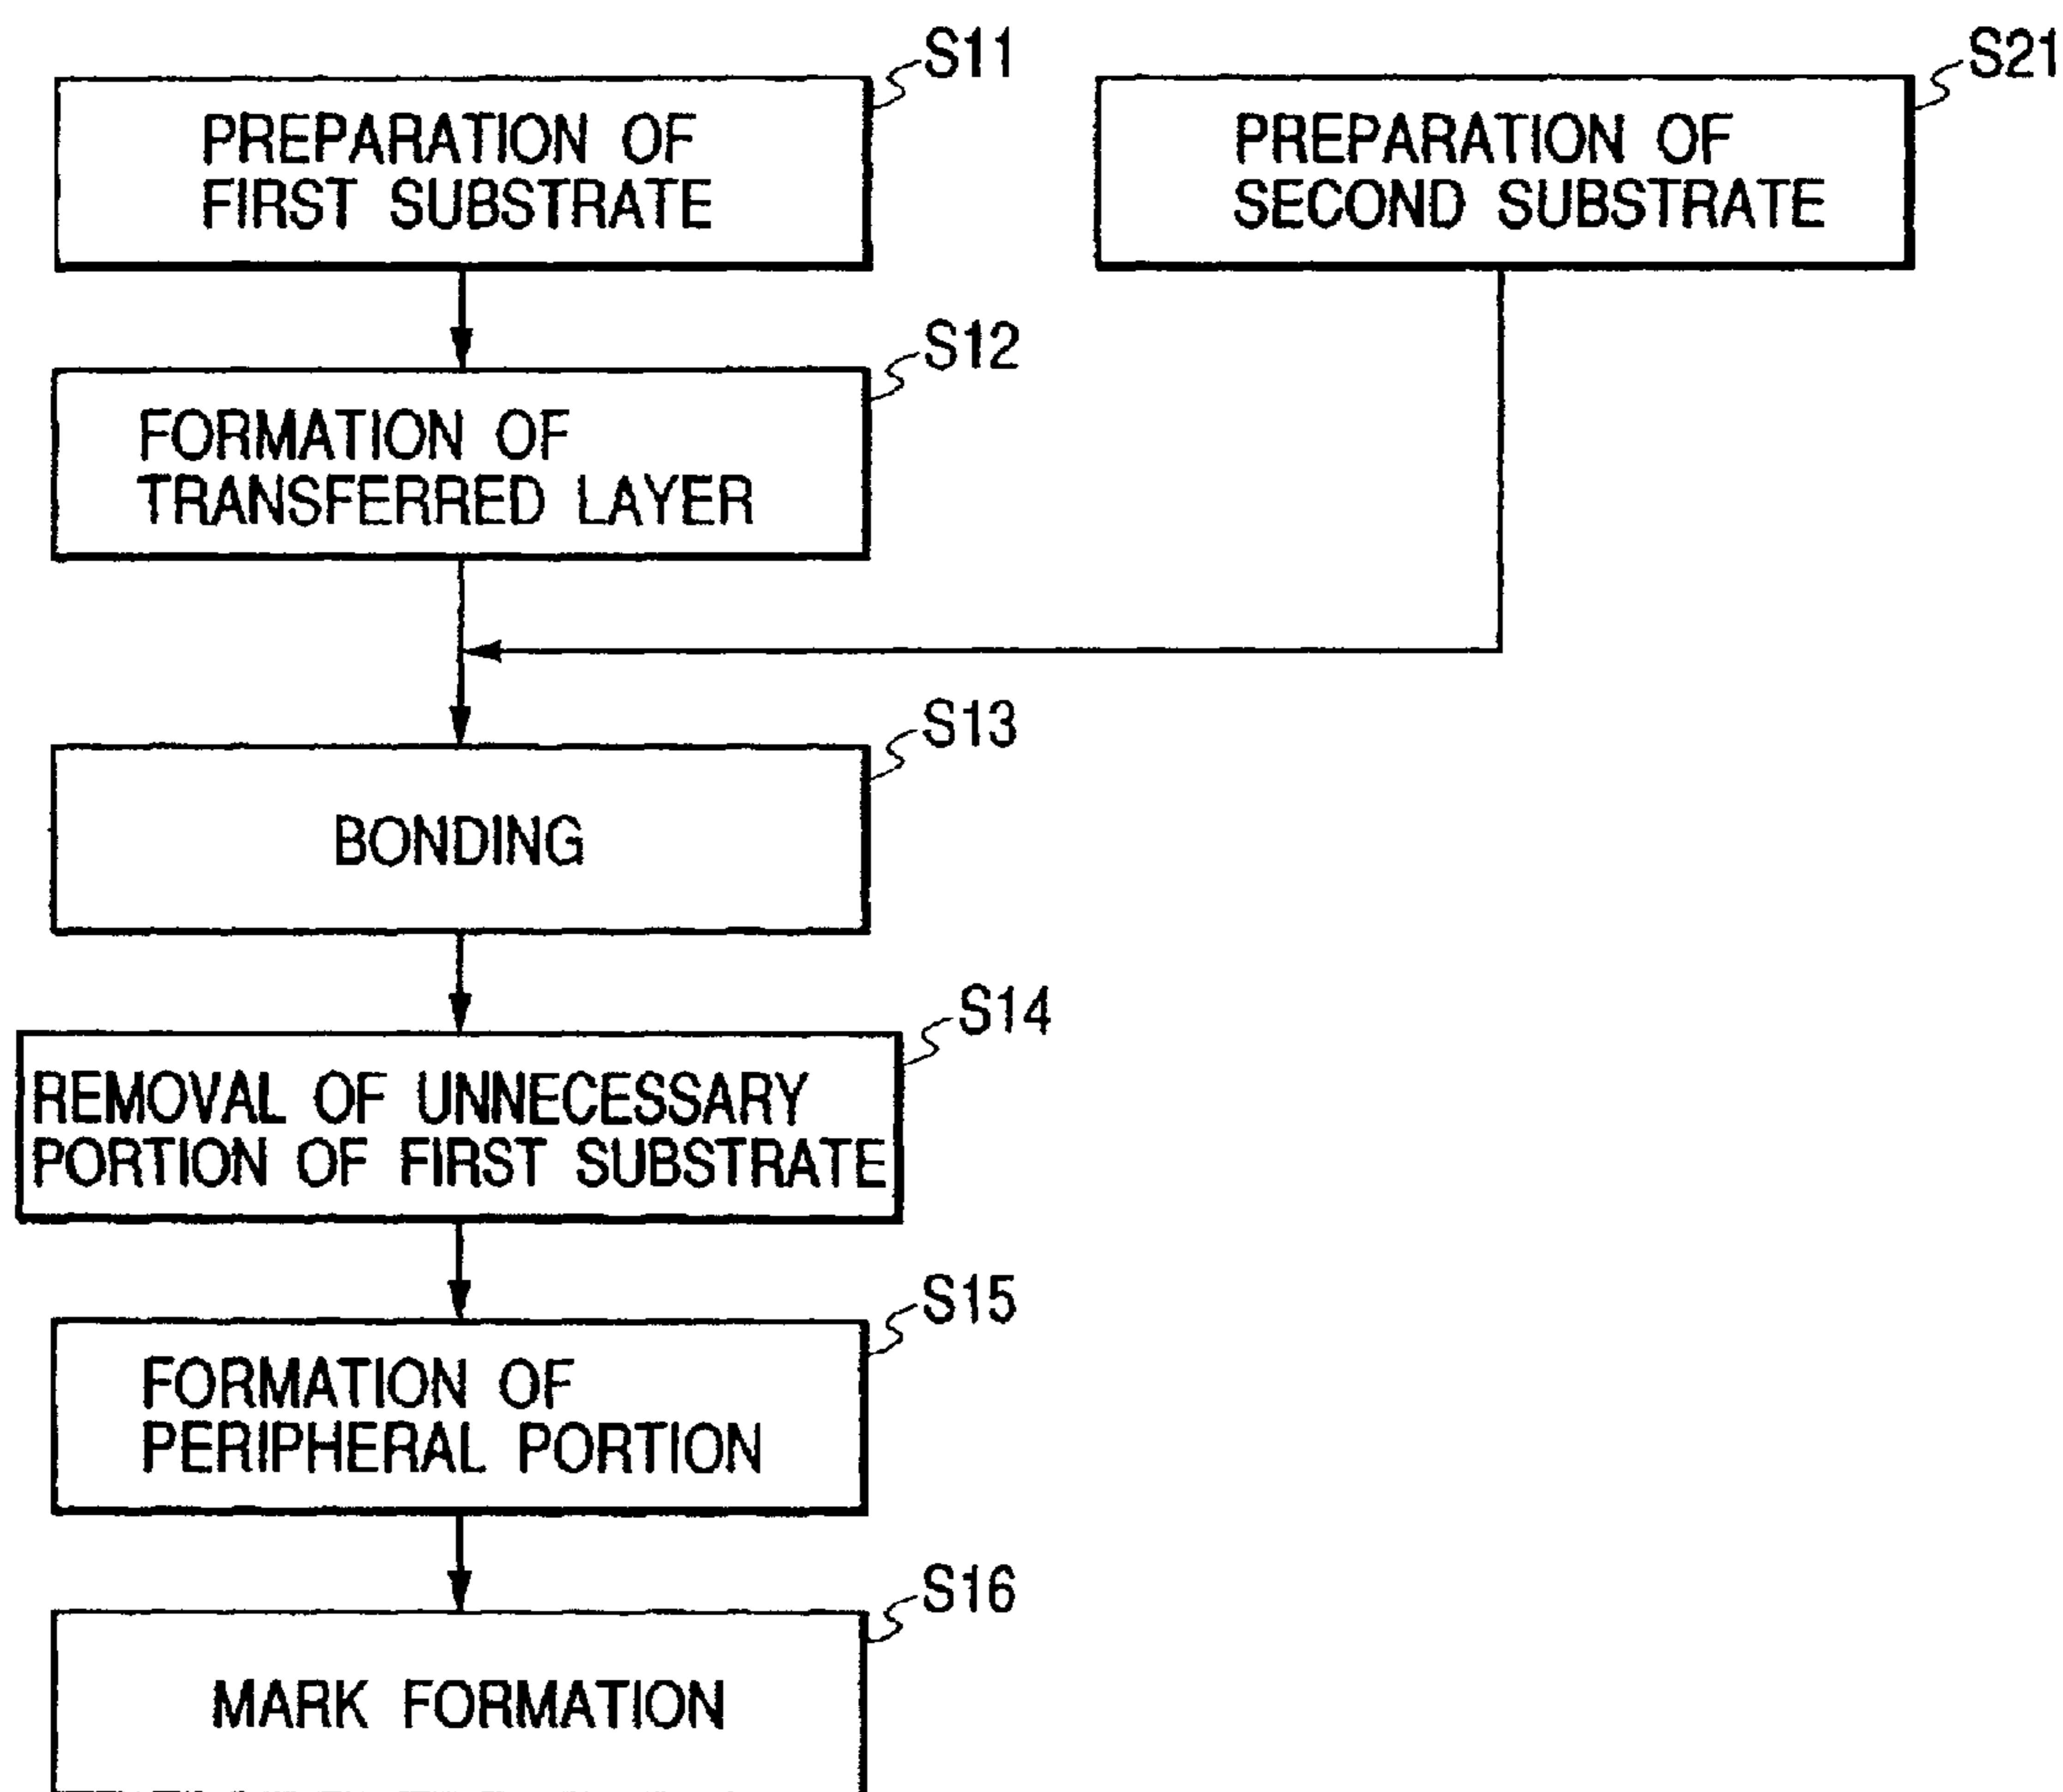 S11
PREPARATION OF
FIRST SUBSTRATE
S21
PREPARATION OF
SECOND SUBSTRATE
S12
FORMATION OF
TRANSFERRED LAYER
S13
BONDING
S14
REMOVAL OF UNNECESSARY
PORTION OF FIRST SUBSTRATE
S15
FORMATION OF
PERIPHERAL PORTION
S16
MARK FORMATION